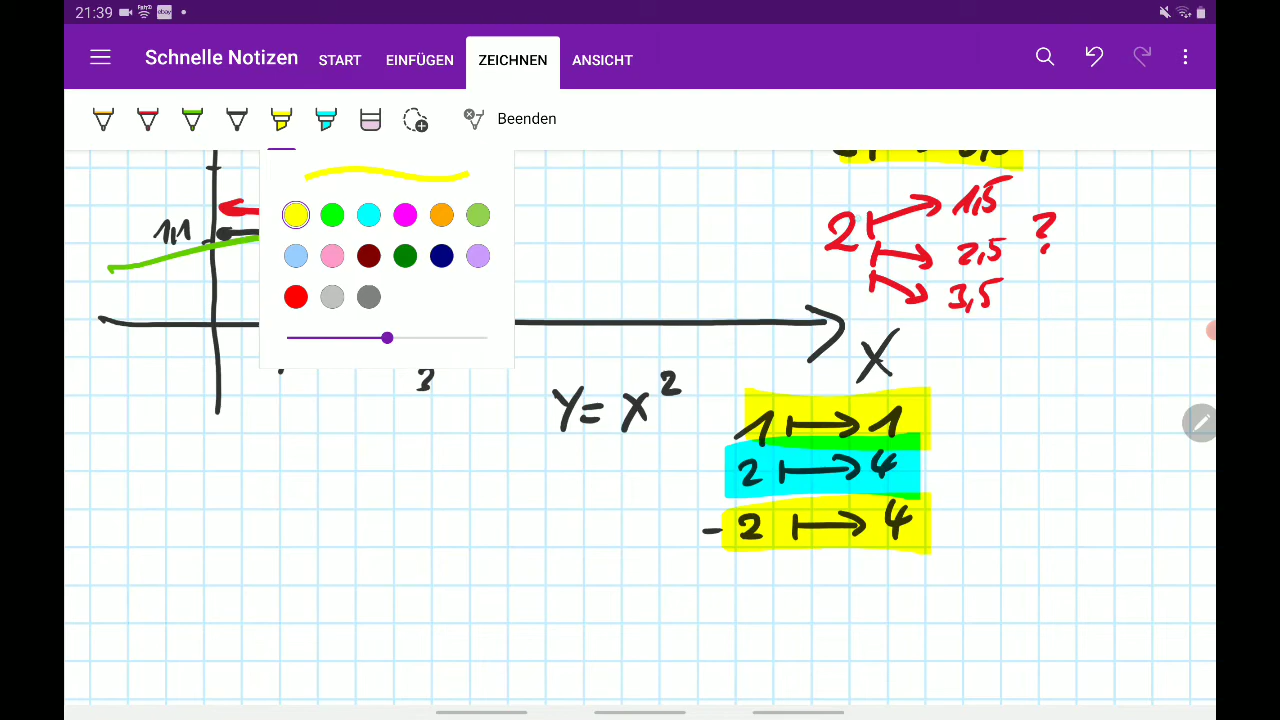 21:39
Schnelle Notizen START EINFÜGEN ZEICHNEN ANSICHT
Beenden
1,1
2 ↦ 1,5
↦ 2,5
↦ 3,5
?
X
Y = X²
1 ↦ 1
2 ↦ 4
-2 ↦ 4